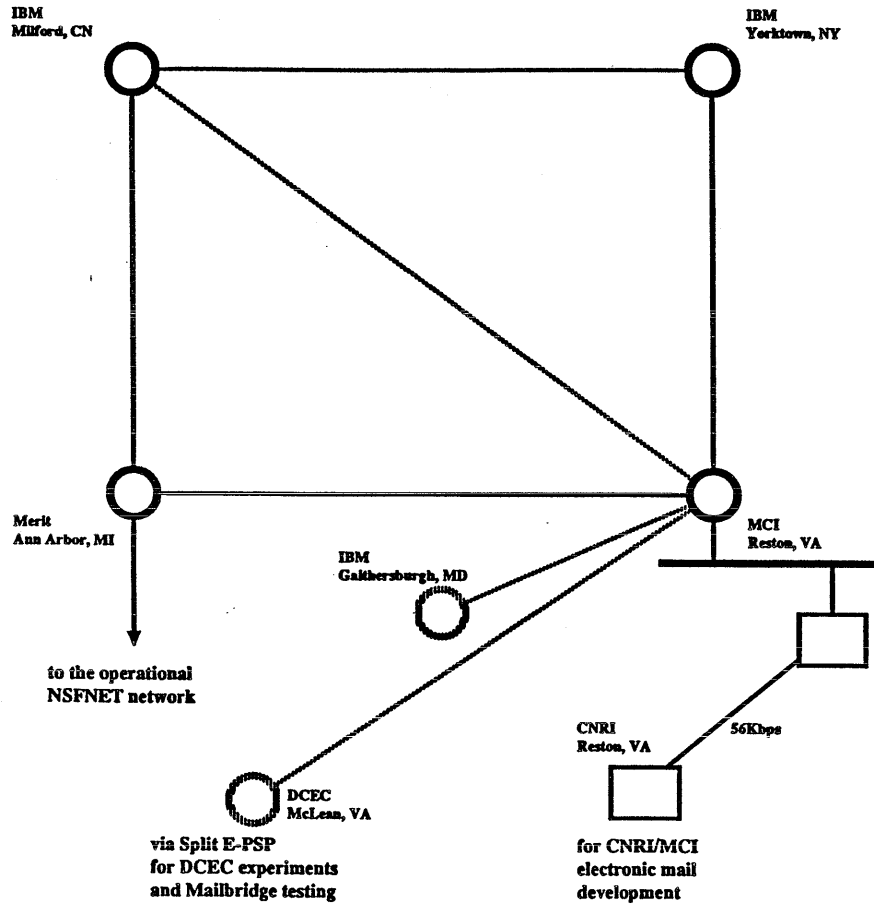 IBM
Milford, CN
IBM
Yorktown, NY
Merit
Ann Arbor, MI
MCI
Reston, VA
IBM
Gaithersburgh, MD
to the operational
NSFNET network
CNRI
Reston, VA
56Kbps
DCEC
McLean, VA
via Split E-PSP
for DCEC experiments
and Mailbridge testing
for CNRI/MCI
electronic mail
development